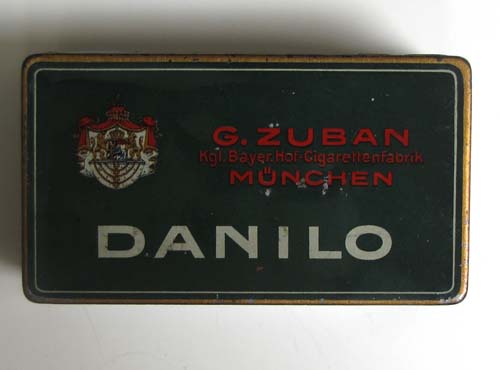 G. ZUBAN
Kgl. Bayer. Hof-Cigarettenfabrik
MÜNCHEN
DANILO